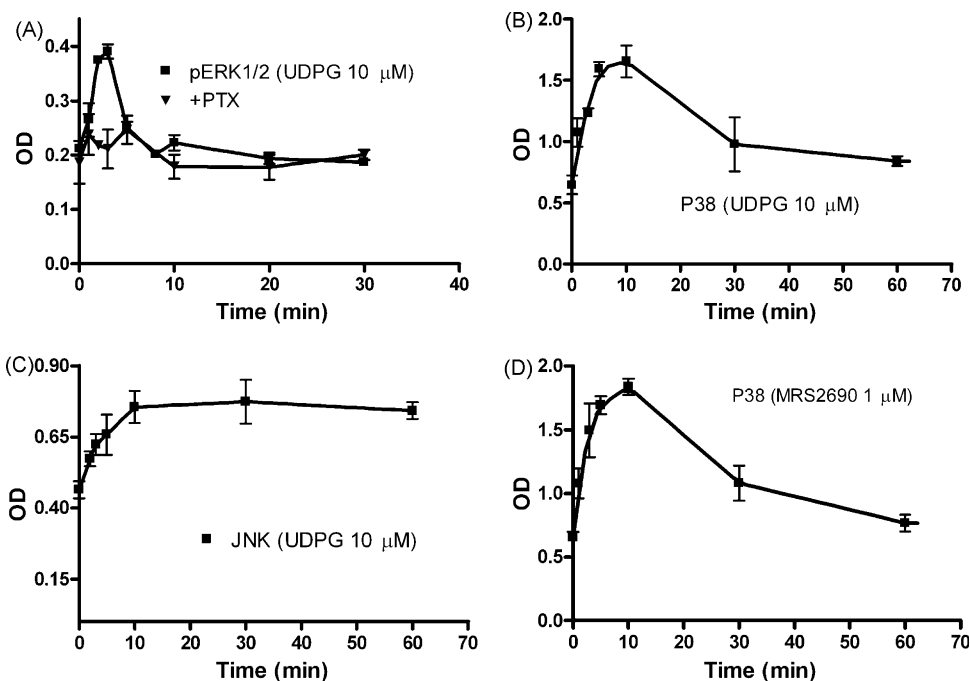 (A)
0.4
0.3
0.2
0.1
0.0
OD
pERK1/2 (UDPG 10 μM)
+PTX
0 10 20 30 40
Time (min)
(B)
2.0
1.5
1.0
0.5
0.0
OD
P38 (UDPG 10 μM)
0 10 20 30 40 50 60 70
Time (min)
(C)
0.90
0.65
0.40
0.15
OD
JNK (UDPG 10 μM)
0 10 20 30 40 50 60 70
Time (min)
(D)
2.0
1.5
1.0
0.5
0.0
OD
P38 (MRS2690 1 μM)
0 10 20 30 40 50 60 70
Time (min)